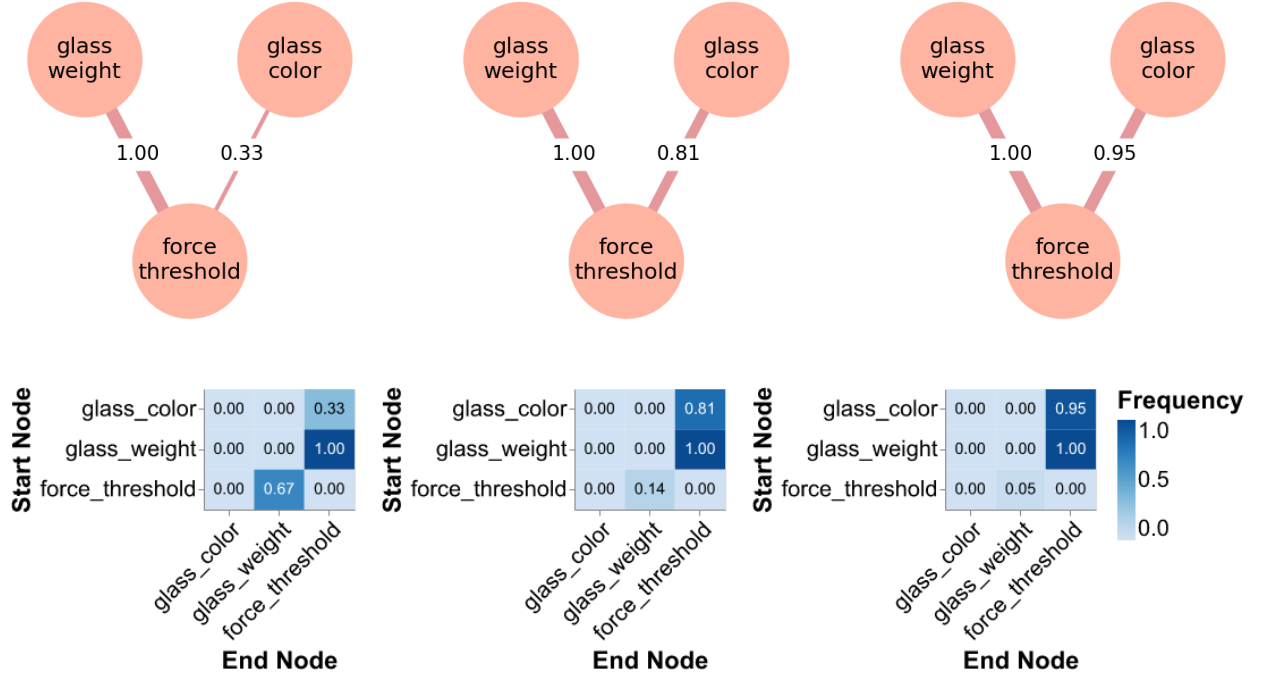 glass
weight
glass
color
glass
weight
glass
color
glass
weight
glass
color
1.00
0.33
1.00
0.81
1.00
0.95
force
threshold
force
threshold
force
threshold
Start Node
glass_color
0.00 0.00 0.33
glass_weight
0.00 0.00 1.00
force_threshold
0.00 0.67 0.00
glass_color
glass_weight
force_threshold
End Node
Start Node
glass_color
0.00 0.00 0.81
glass_weight
0.00 0.00 1.00
force_threshold
0.00 0.14 0.00
glass_color
glass_weight
force_threshold
End Node
Start Node
glass_color
0.00 0.00 0.95
glass_weight
0.00 0.00 1.00
force_threshold
0.00 0.05 0.00
glass_color
glass_weight
force_threshold
End Node
Frequency
1.0
0.5
0.0